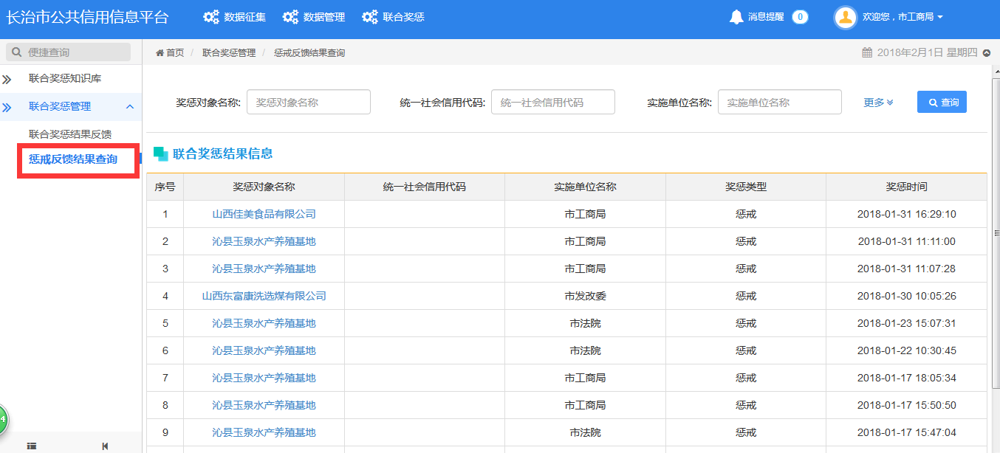 长治市公共信用信息平台 数据征集 数据管理 联合奖惩 消息提醒 0 欢迎您，市工商局
便捷查询 首页 / 联合奖惩管理 / 惩戒反馈结果查询 2018年2月1日 星期四
联合奖惩知识库
联合奖惩管理
联合奖惩结果反馈
惩戒反馈结果查询
奖惩对象名称: 奖惩对象名称 统一社会信用代码: 统一社会信用代码 实施单位名称: 实施单位名称 更多 查询
联合奖惩结果信息
序号 奖惩对象名称 统一社会信用代码 实施单位名称 奖惩类型 奖惩时间
1 山西佳美食品有限公司 市工商局 惩戒 2018-01-31 16:29:10
2 沁县玉泉水产养殖基地 市工商局 惩戒 2018-01-31 11:11:00
3 沁县玉泉水产养殖基地 市工商局 惩戒 2018-01-31 11:07:28
4 山西东富康洗选煤有限公司 市发改委 惩戒 2018-01-30 10:05:26
5 沁县玉泉水产养殖基地 市法院 惩戒 2018-01-23 15:07:31
6 沁县玉泉水产养殖基地 市法院 惩戒 2018-01-22 10:30:45
7 沁县玉泉水产养殖基地 市工商局 惩戒 2018-01-17 18:05:34
8 沁县玉泉水产养殖基地 市工商局 惩戒 2018-01-17 15:50:50
9 沁县玉泉水产养殖基地 市法院 惩戒 2018-01-17 15:47:04
4